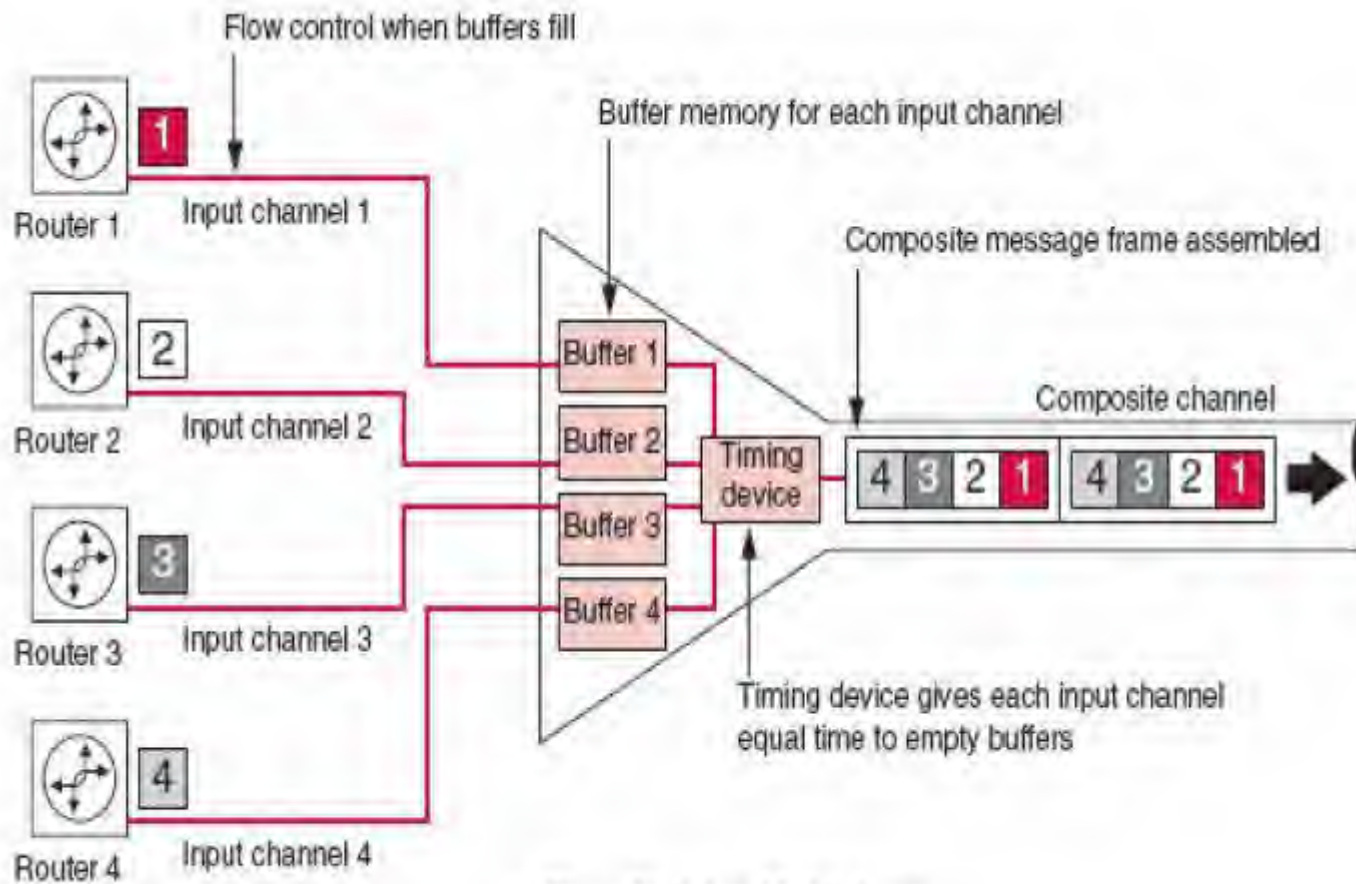 Flow control when buffers fill
1
Buffer memory for each input channel
Input channel 1
Router 1
Composite message frame assembled
2
Buffer 1
Composite channel
Input channel 2
Router 2
Buffer 2
Timing
device
4 3 2 1 4 3 2 1
Buffer 3
3
Buffer 4
Input channel 3
Router 3
Timing device gives each input channel
equal time to empty buffers
4
Input channel 4
Router 4